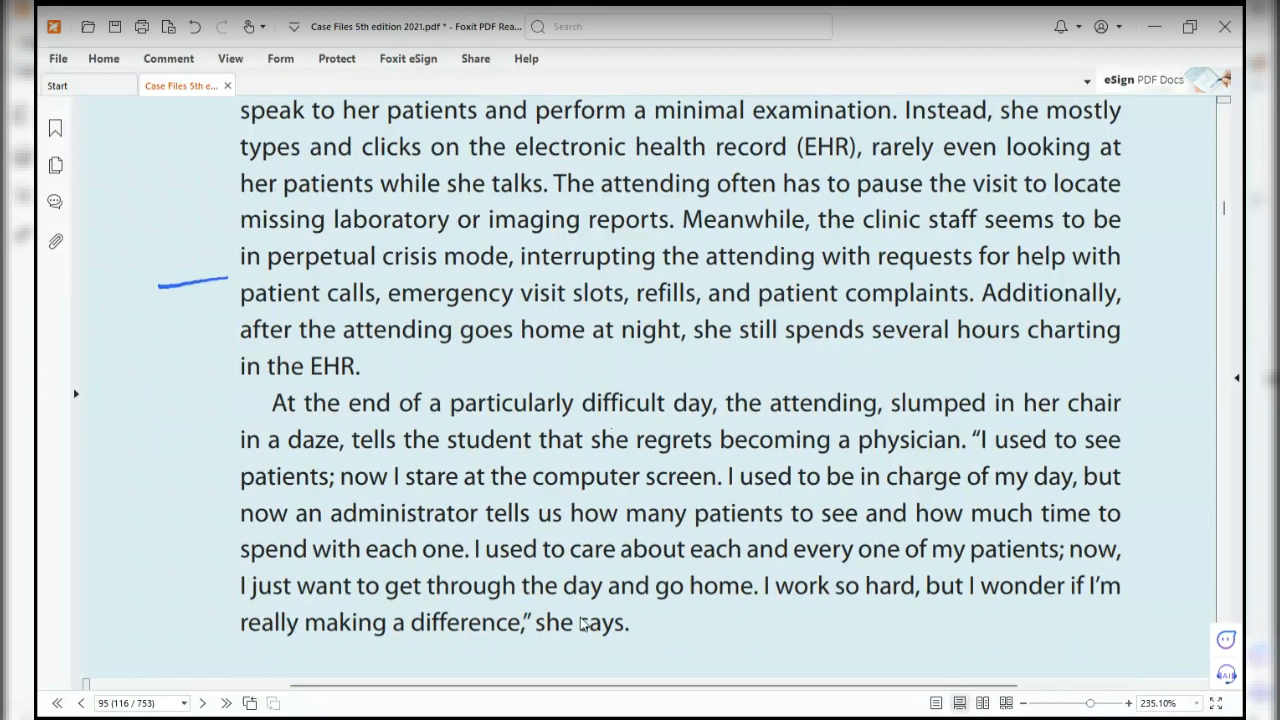 Case Files 5th edition 2021.pdf * - Foxit PDF Rea...
Search
File Home Comment View Form Protect Foxit eSign Share Help
Start
Case Files 5th e...
eSign PDF Docs
speak to her patients and perform a minimal examination. Instead, she mostly
types and clicks on the electronic health record (EHR), rarely even looking at
her patients while she talks. The attending often has to pause the visit to locate
missing laboratory or imaging reports. Meanwhile, the clinic staff seems to be
in perpetual crisis mode, interrupting the attending with requests for help with
patient calls, emergency visit slots, refills, and patient complaints. Additionally,
after the attending goes home at night, she still spends several hours charting
in the EHR.
At the end of a particularly difficult day, the attending, slumped in her chair
in a daze, tells the student that she regrets becoming a physician. “I used to see
patients; now I stare at the computer screen. I used to be in charge of my day, but
now an administrator tells us how many patients to see and how much time to
spend with each one. I used to care about each and every one of my patients; now,
I just want to get through the day and go home. I work so hard, but I wonder if I’m
really making a difference,” she says.
95 (116 / 753)
235.10%